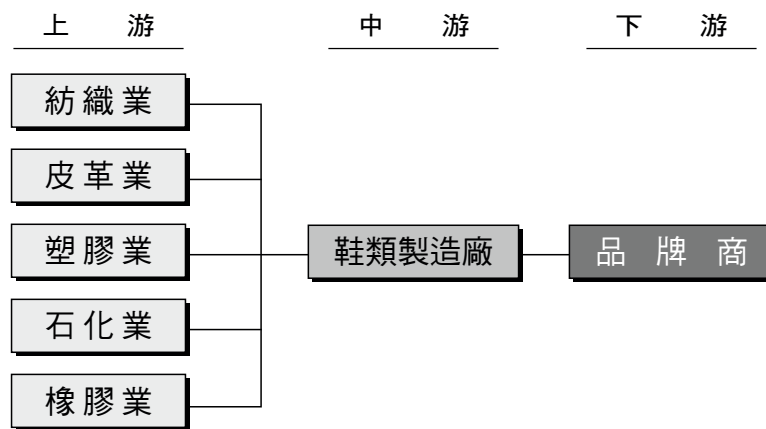 上游
中游
下游
紡織業
皮革業
塑膠業
石化業
橡膠業
鞋類製造廠
品牌商